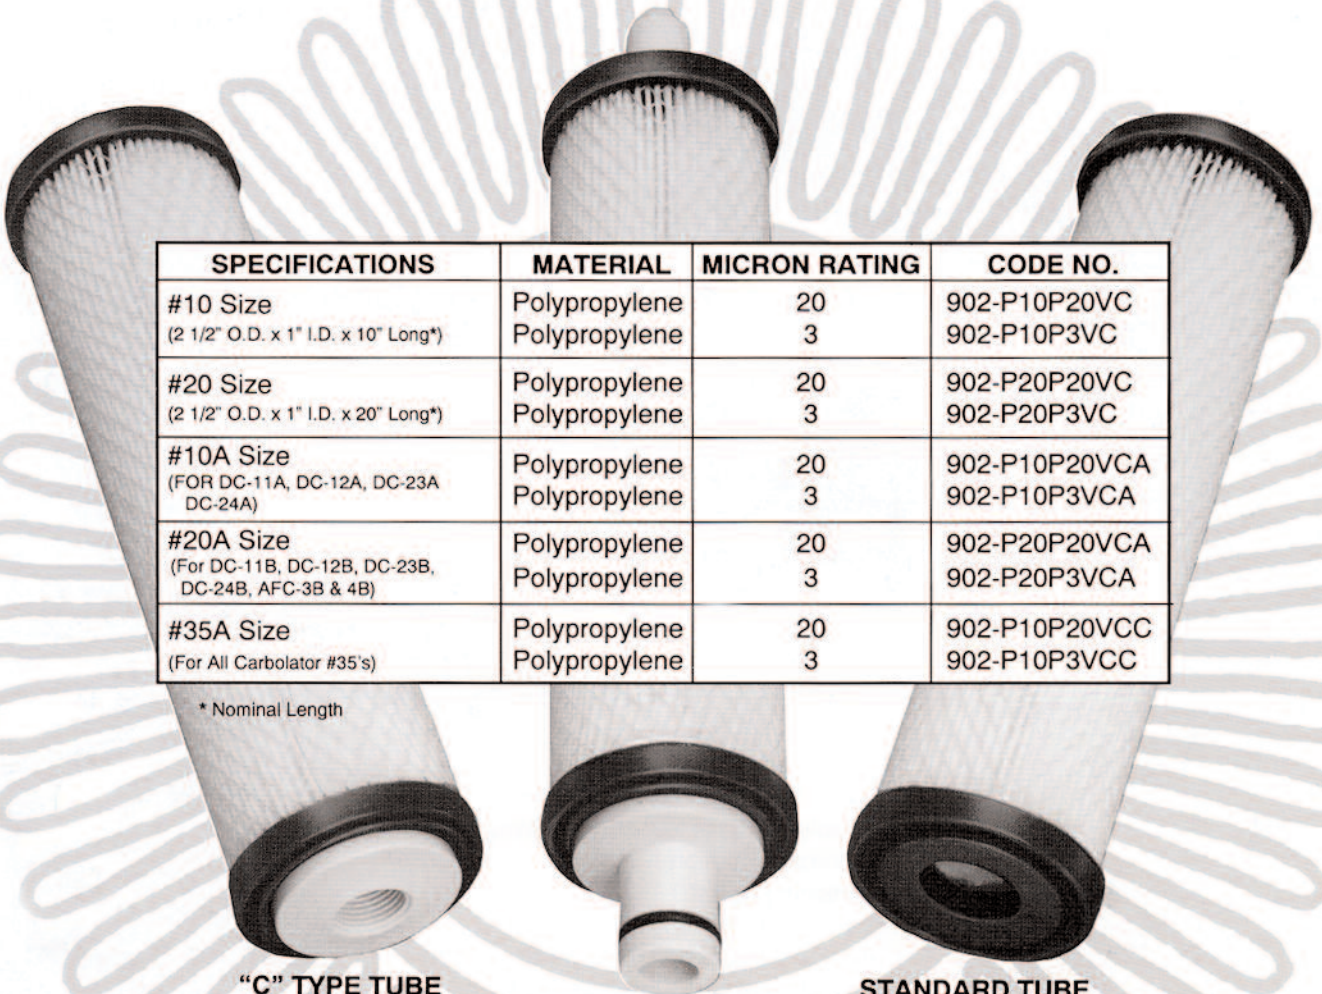 SPECIFICATIONS MATERIAL MICRON RATING CODE NO.
#10 Size Polypropylene 20 902-P10P20VC
(2 1/2" O.D. x 1" I.D. x 10" Long*) Polypropylene 3 902-P10P3VC
#20 Size Polypropylene 20 902-P20P20VC
(2 1/2" O.D. x 1" I.D. x 20" Long*) Polypropylene 3 902-P20P3VC
#10A Size Polypropylene 20 902-P10P20VCA
(FOR DC-11A, DC-12A, DC-23A Polypropylene 3 902-P10P3VCA
DC-24A)
#20A Size Polypropylene 20 902-P20P20VCA
(For DC-11B, DC-12B, DC-23B, Polypropylene 3 902-P20P3VCA
DC-24B, AFC-3B & 4B)
#35A Size Polypropylene 20 902-P10P20VCC
(For All Carbolator #35's) Polypropylene 3 902-P10P3VCC
* Nominal Length
"C" TYPE TUBE STANDARD TUBE